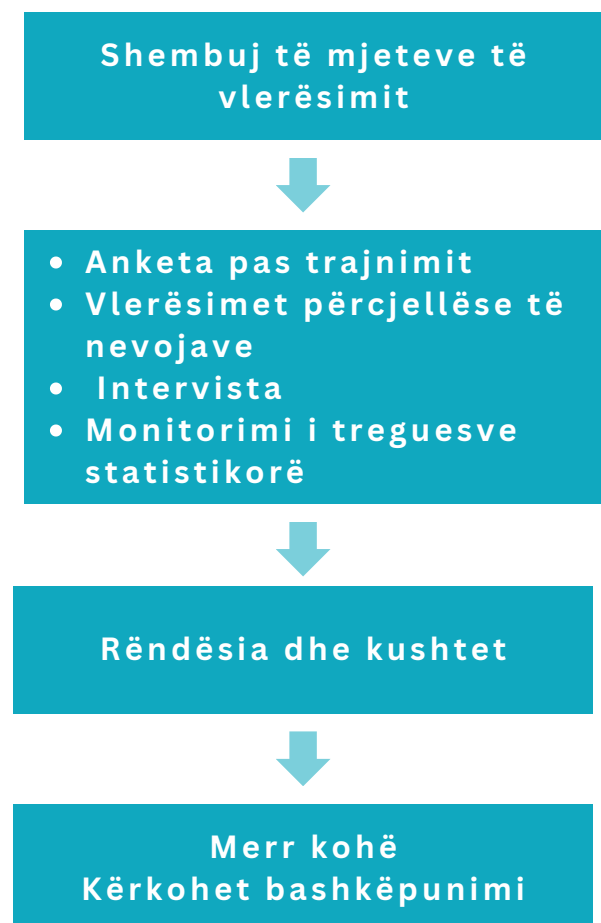 Shembuj të mjeteve të
vlerësimit
• Anketa pas trajnimit
• Vlerësimet përcjellëse të
nevojave
• Intervista
• Monitorimi i treguesve
statistikorë
Rëndësia dhe kushtet
Merr kohë
Kërkohet bashkëpunimi